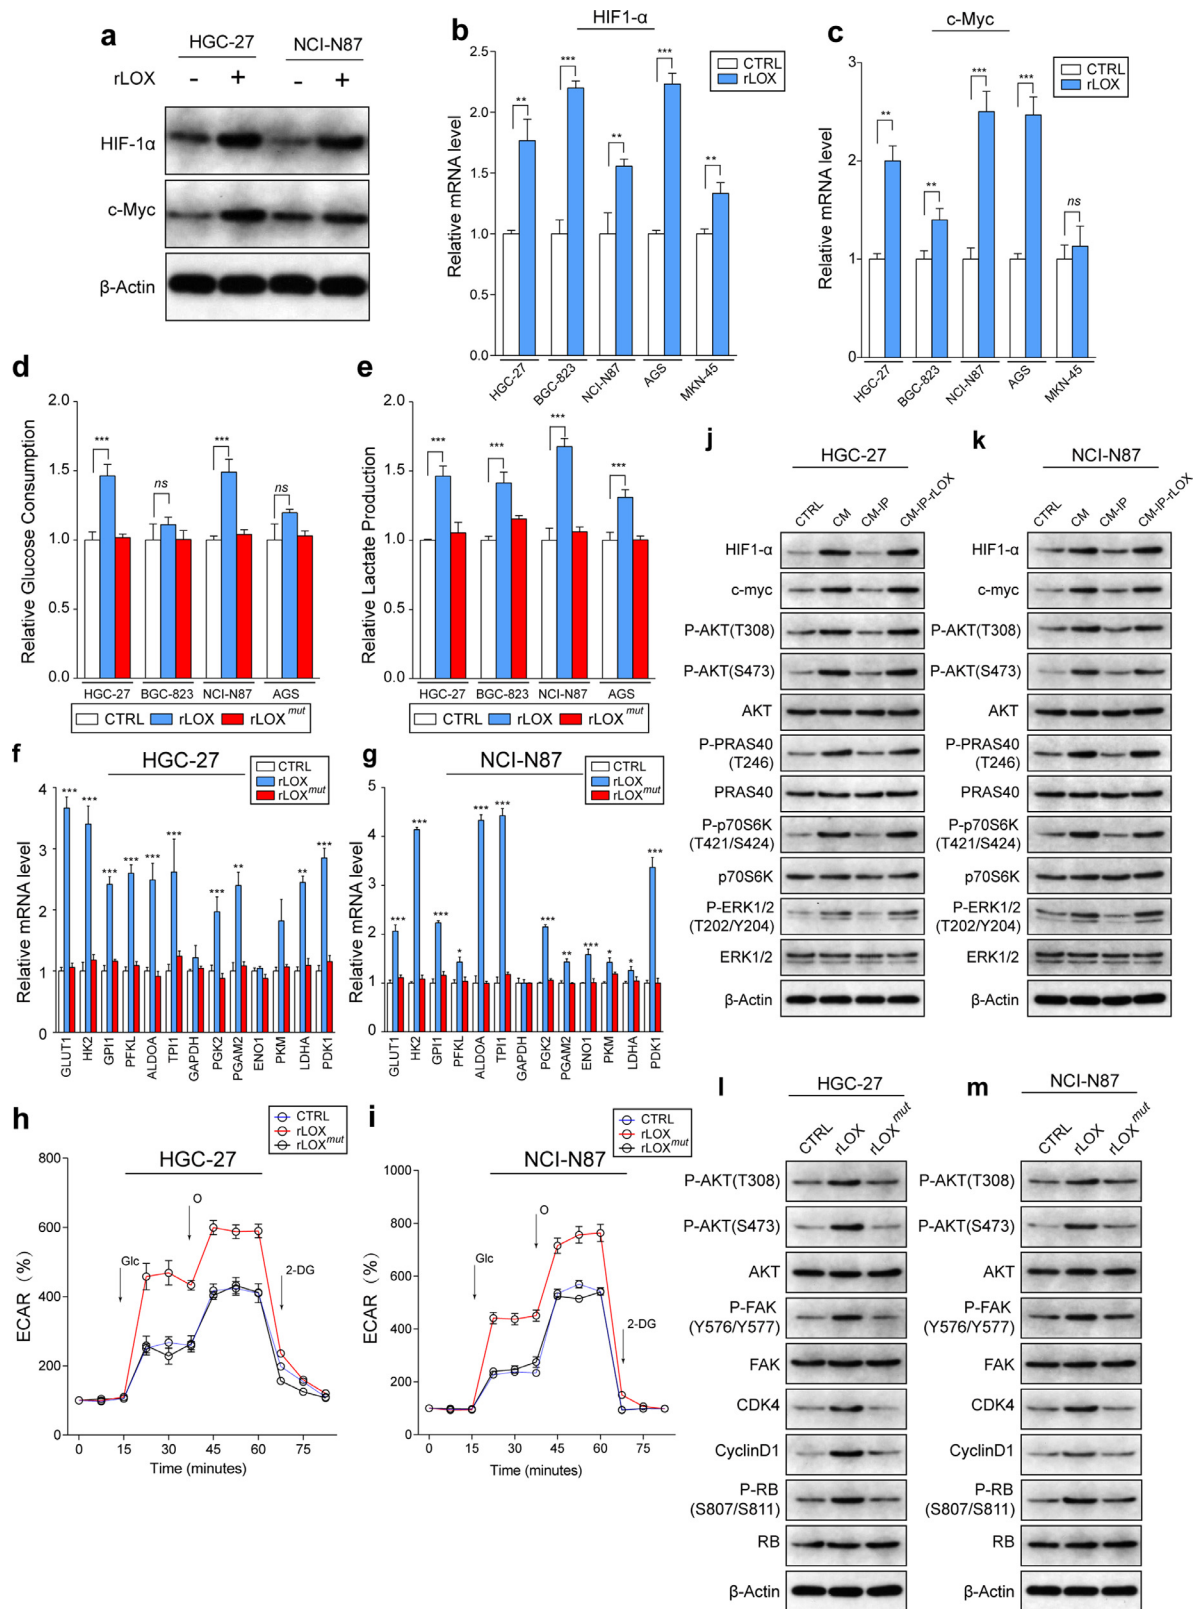 a
HGC-27 NCI-N87
rLOX - + - +
HIF-1α
c-Myc
β-Actin
b
HIF1-α
CTRL
rLOX
Relative mRNA level
2.5
2.0
1.5
1.0
0.5
0.0
** *** ** *** **
HGC-27 BGC-823 NCI-N87 AGS MKN-45
c
c-Myc
CTRL
rLOX
Relative mRNA level
3
2
1
0
** ** *** *** ns
HGC-27 BGC-823 NCI-N87 AGS MKN-45
d
Relative Glucose Consumption
2.0
1.5
1.0
0.5
0.0
*** ns *** ns
HGC-27 BGC-823 NCI-N87 AGS
CTRL rLOX rLOXmut
e
Relative Lactate Production
2.0
1.5
1.0
0.5
0.0
*** *** *** ***
HGC-27 BGC-823 NCI-N87 AGS
CTRL rLOX rLOXmut
f
HGC-27
CTRL
rLOX
rLOXmut
Relative mRNA level
4
3
2
1
0
*** *** *** *** *** *** *** ** ** ***
GLUT1 HK2 GPI1 PFKL ALDOA TPI1 GAPDH PGK2 PGAM2 ENO1 PKM LDHA PDK1
g
NCI-N87
CTRL
rLOX
rLOXmut
Relative mRNA level
5
4
3
2
1
0
*** *** *** * *** *** *** ** *** * * ***
GLUT1 HK2 GPI1 PFKL ALDOA TPI1 GAPDH PGK2 PGAM2 ENO1 PKM LDHA PDK1
h
CTRL
rLOX
rLOXmut
HGC-27
ECAR (%)
800
600
400
200
0
Glc
O
2-DG
0 15 30 45 60 75
Time (minutes)
i
CTRL
rLOX
rLOXmut
NCI-N87
ECAR (%)
1000
800
600
400
200
0
Glc
O
2-DG
0 15 30 45 60 75
Time (minutes)
j
HGC-27
CTRL CM CM-IP CM-IP-rLOX
HIF1-α
c-myc
P-AKT(T308)
P-AKT(S473)
AKT
P-PRAS40
(T246)
PRAS40
P-p70S6K
(T421/S424)
p70S6K
P-ERK1/2
(T202/Y204)
ERK1/2
β-Actin
k
NCI-N87
CTRL CM CM-IP CM-IP-rLOX
HIF1-α
c-myc
P-AKT(T308)
P-AKT(S473)
AKT
P-PRAS40
(T246)
PRAS40
P-p70S6K
(T421/S424)
p70S6K
P-ERK1/2
(T202/Y204)
ERK1/2
β-Actin
l
HGC-27
CTRL rLOX rLOXmut
P-AKT(T308)
P-AKT(S473)
AKT
P-FAK
(Y576/Y577)
FAK
CDK4
CyclinD1
P-RB
(S807/S811)
RB
β-Actin
m
NCI-N87
CTRL rLOX rLOXmut
P-AKT(T308)
P-AKT(S473)
AKT
P-FAK
(Y576/Y577)
FAK
CDK4
CyclinD1
P-RB
(S807/S811)
RB
β-Actin